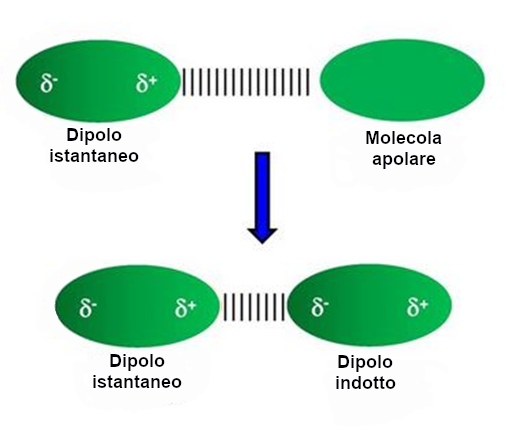 δ- δ+
Dipolo
istantaneo
Molecola
apolare
δ- δ+ δ- δ+
Dipolo
istantaneo
Dipolo
indotto